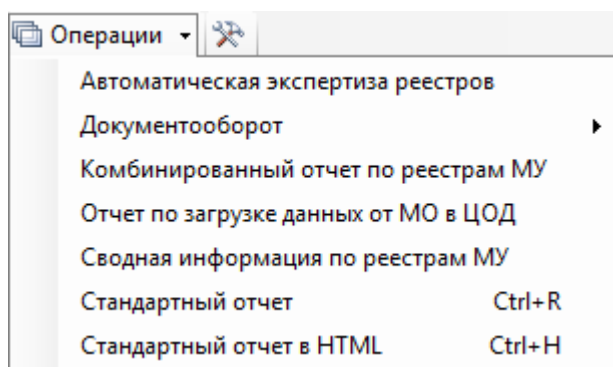 Операции
Автоматическая экспертиза реестров
Документооборот
Комбинированный отчет по реестрам МУ
Отчет по загрузке данных от МО в ЦОД
Сводная информация по реестрам МУ
Стандартный отчет Ctrl+R
Стандартный отчет в HTML Ctrl+H